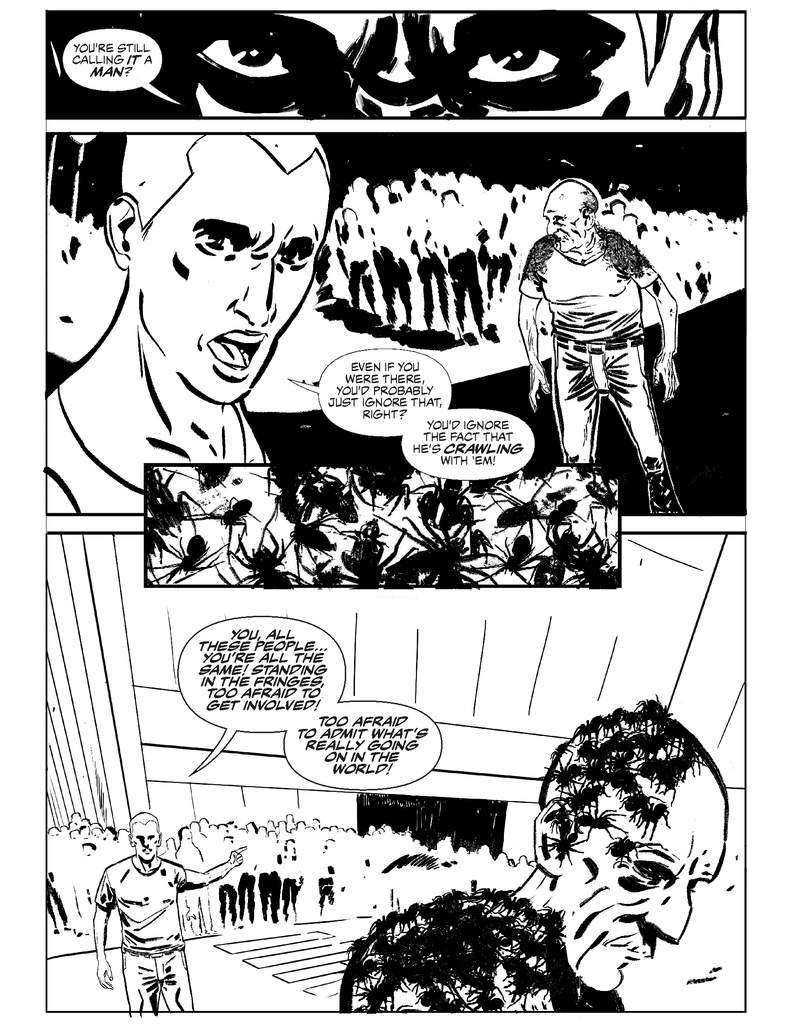 YOU'RE STILL
CALLING IT A
MAN?
EVEN IF YOU
WERE THERE,
YOU'D PROBABLY
JUST IGNORE THAT,
RIGHT?
YOU'D IGNORE
THE FACT THAT
HE'S CRAWLING
WITH 'EM!
YOU, ALL
THESE PEOPLE...
YOU'RE ALL THE
SAME! STANDING
IN THE FRINGES,
TOO AFRAID TO
GET INVOLVED!
TOO AFRAID
TO ADMIT WHAT'S
REALLY GOING
ON IN THE
WORLD!